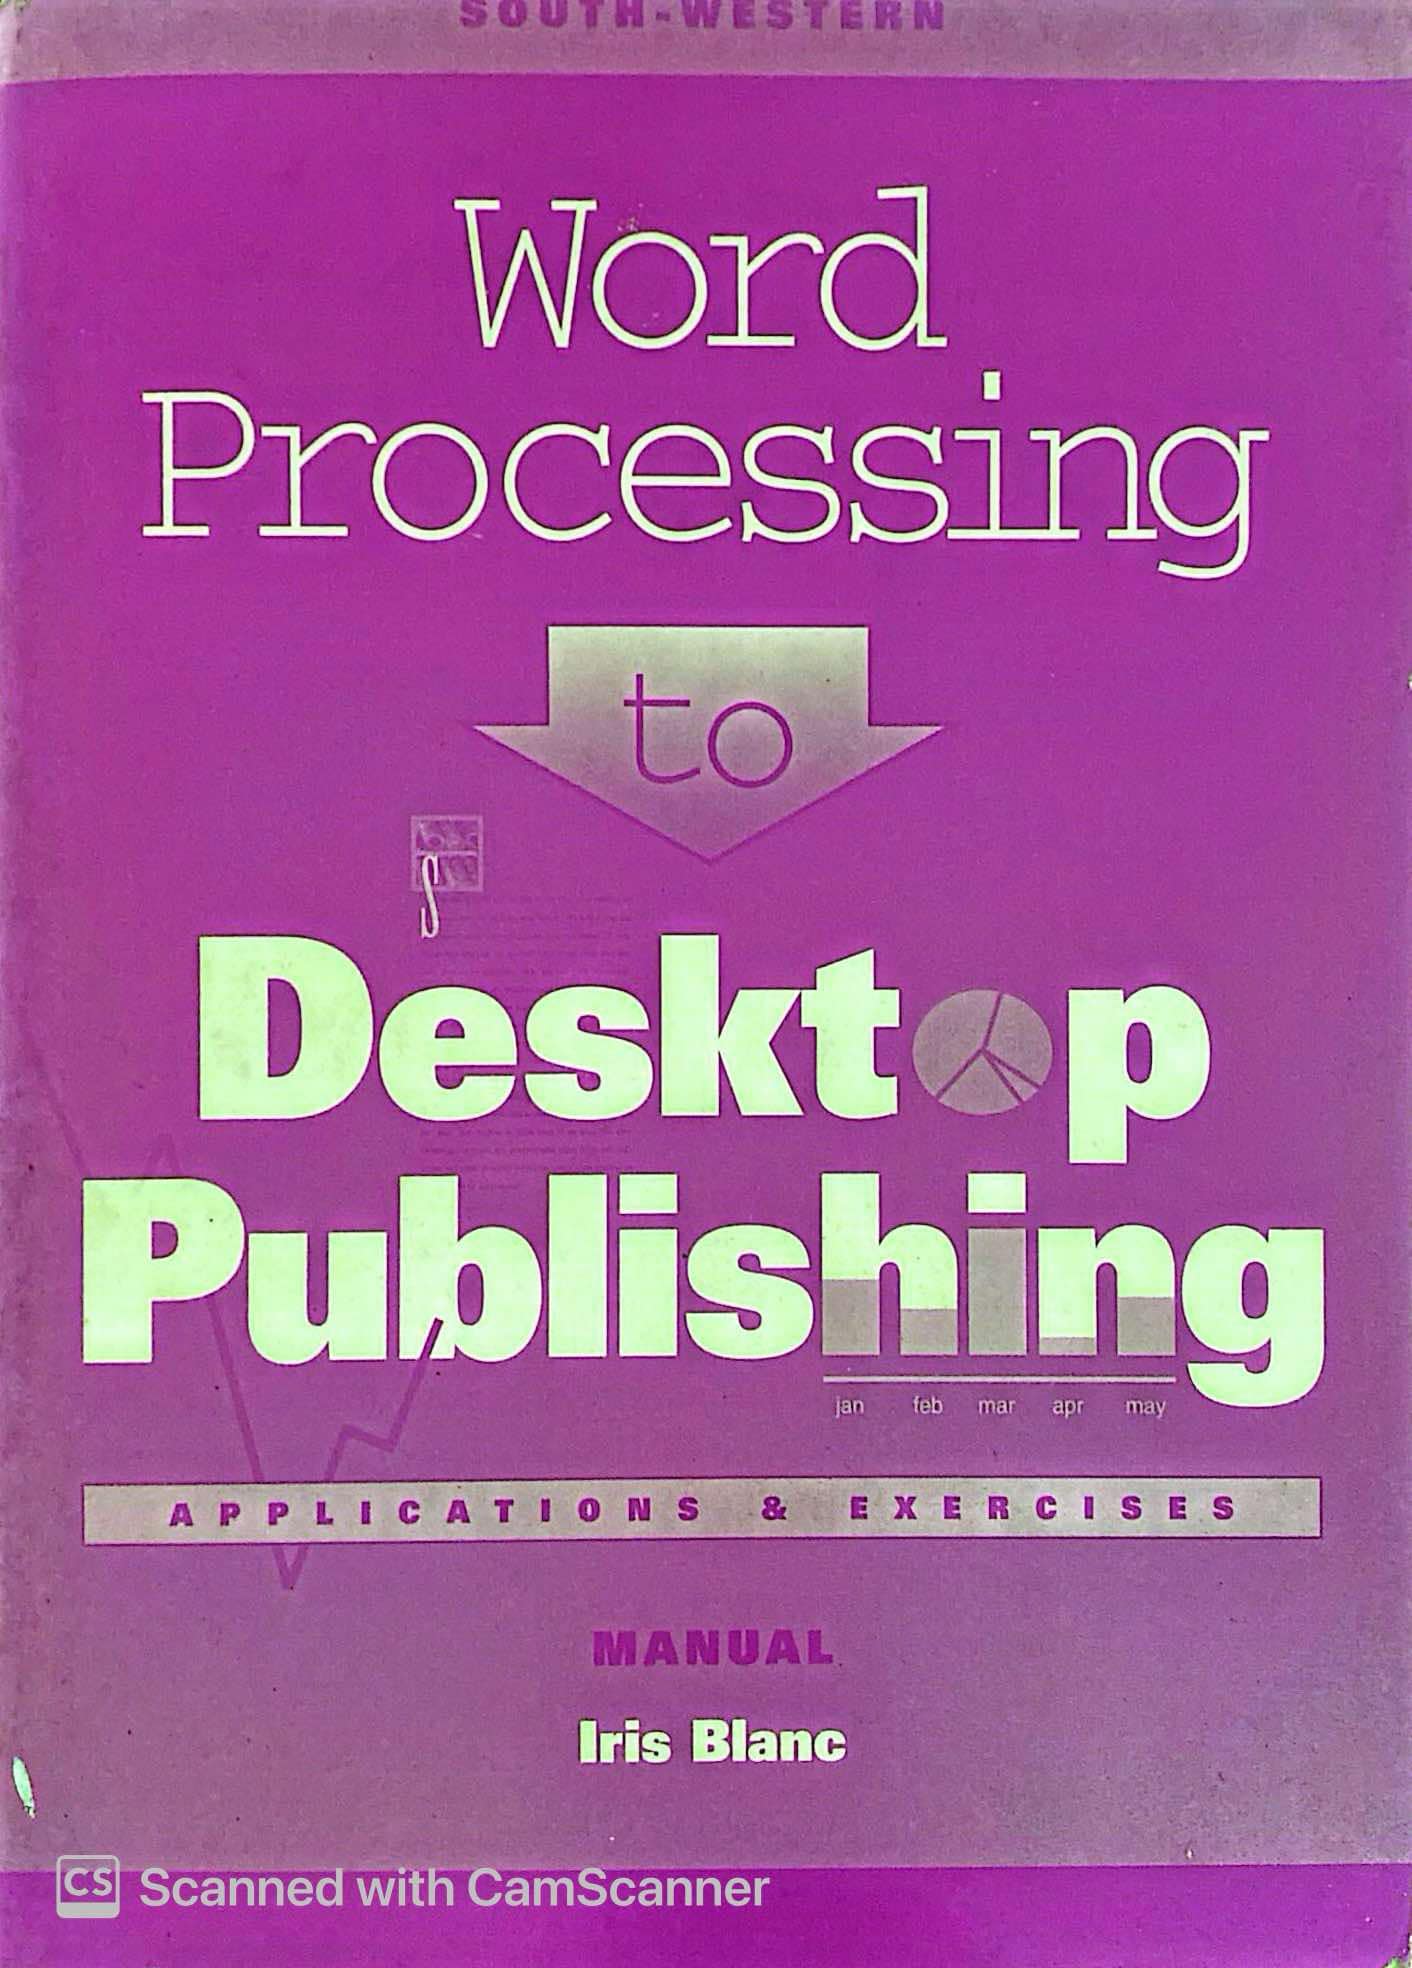 SOUTH-WESTERN
Word
Processing
to
Desktop
Publishing
jan feb mar apr may
APPLICATIONS & EXERCISES
MANUAL
Iris Blanc
CS Scanned with CamScanner